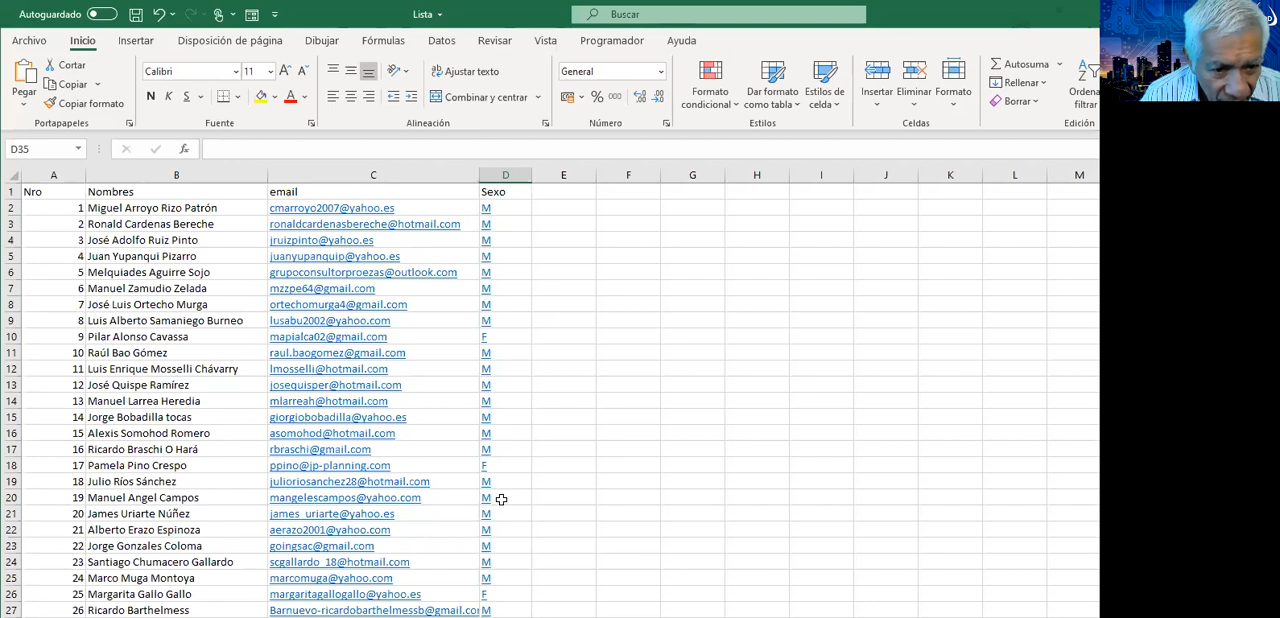 Autoguardado Lista Buscar
Archivo Inicio Insertar Disposición de página Dibujar Fórmulas Datos Revisar Vista Programador Ayuda
Pegar Cortar Copiar Copiar formato Portapapeles
Calibri 11 N K S Fuente
Ajustar texto Combinar y centrar Alineación
General % 000 Número
Formato condicional Dar formato como tabla Estilos de celda Estilos
Insertar Eliminar Formato Celdas
Autosuma Rellenar Borrar Ordena filtrar Edición
D35 fx
A B C D E F G H I J K L M
1 Nro Nombres email Sexo
2 1 Miguel Arroyo Rizo Patrón cmarroyo2007@yahoo.es M
3 2 Ronald Cardenas Bereche ronaldcardenasbereche@hotmail.com M
4 3 José Adolfo Ruiz Pinto jruizpinto@yahoo.es M
5 4 Juan Yupanqui Pizarro juanyupanquip@yahoo.es M
6 5 Melquiades Aguirre Sojo grupoconsultorproezas@outlook.com M
7 6 Manuel Zamudio Zelada mzzpe64@gmail.com M
8 7 José Luis Ortecho Murga ortechomurga4@gmail.com M
9 8 Luis Alberto Samaniego Burneo lusabu2002@yahoo.com M
10 9 Pilar Alonso Cavassa mapialca02@gmail.com F
11 10 Raúl Bao Gómez raul.baogomez@gmail.com M
12 11 Luis Enrique Mosselli Chávarry lmosselli@hotmail.com M
13 12 José Quispe Ramírez josequisper@hotmail.com M
14 13 Manuel Larrea Heredia mlarreah@hotmail.com M
15 14 Jorge Bobadilla tocas giorgiobobadilla@yahoo.es M
16 15 Alexis Somohod Romero asomohod@hotmail.com M
17 16 Ricardo Braschi O Hará rbraschi@gmail.com M
18 17 Pamela Pino Crespo ppino@jp-planning.com F
19 18 Julio Ríos Sánchez julioriosanchez28@hotmail.com M
20 19 Manuel Angel Campos mangelescampos@yahoo.com M
21 20 James Uriarte Núñez james_uriarte@yahoo.es M
22 21 Alberto Erazo Espinoza aerazo2001@yahoo.com M
23 22 Jorge Gonzales Coloma goingsac@gmail.com M
24 23 Santiago Chumacero Gallardo scgallardo_18@hotmail.com M
25 24 Marco Muga Montoya marcomuga@yahoo.com M
26 25 Margarita Gallo Gallo margaritagallogallo@yahoo.es F
27 26 Ricardo Barthelmess Barnuevo-ricardobarthelmessb@gmail.com M